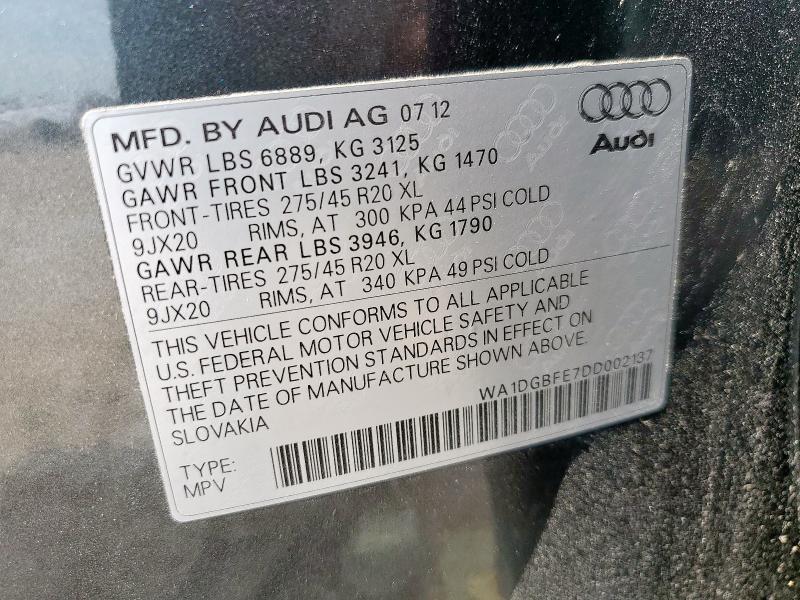 MFD. BY AUDI AG 07 12
Audi
GVWR LBS 6889, KG 3125
GAWR FRONT LBS 3241, KG 1470
FRONT-TIRES 275/45 R20 XL
9JX20 RIMS, AT 300 KPA 44 PSI COLD
GAWR REAR LBS 3946, KG 1790
REAR-TIRES 275/45 R20 XL
9JX20 RIMS, AT 340 KPA 49 PSI COLD
THIS VEHICLE CONFORMS TO ALL APPLICABLE
U.S. FEDERAL MOTOR VEHICLE SAFETY AND
THEFT PREVENTION STANDARDS IN EFFECT ON
THE DATE OF MANUFACTURE SHOWN ABOVE.
SLOVAKIA WA1DGBFE7DD002137
TYPE:
MPV